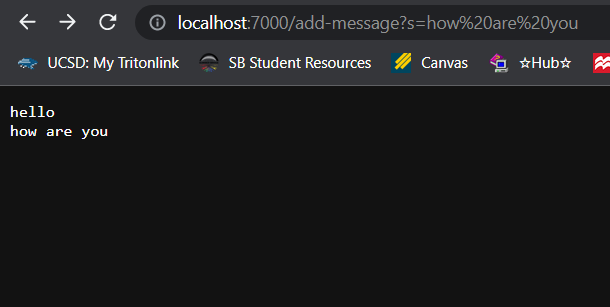 localhost:7000/add-message?s=how%20are%20you
UCSD: My Tritonlink SB Student Resources Canvas ☆Hub☆
hello
how are you